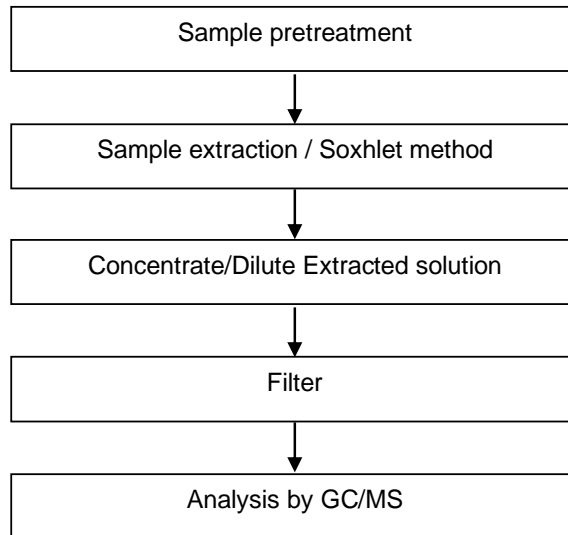 Sample pretreatment
Sample extraction / Soxhlet method
Concentrate/Dilute Extracted solution
Filter
Analysis by GC/MS